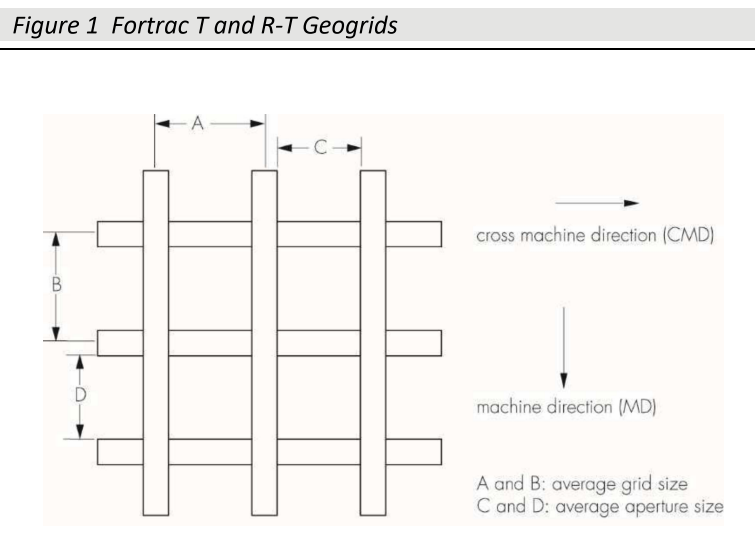 Figure 1 Fortrac T and R-T Geogrids
A
C
cross machine direction (CMD)
B
D
machine direction (MD)
A and B: average grid size
C and D: average aperture size